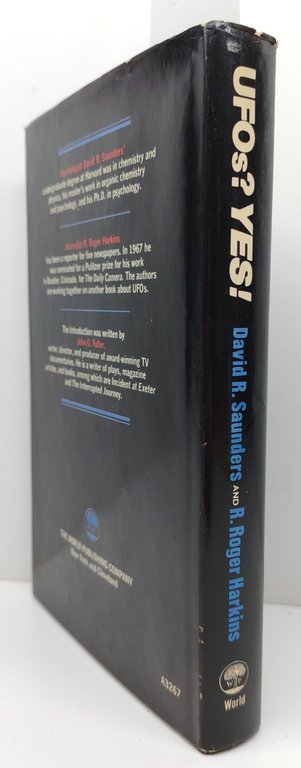 Psychologist David R. Saunders'
undergraduate degree at Harvard was in chemistry and
physics, his master's work in organic chemistry
and psychology, and his Ph.D. in psychology.
Journalist R. Roger Harkins
has been a reporter for five newspapers. In 1967 he
was nominated for a Pulitzer prize for his work
in Boulder, Colorado, for The Daily Camera. The authors
are working together on another book about UFOs.
The Introduction was written by
John G. Fuller,
writer, director, and producer of award-winning TV
documentaries. He is a writer of plays, magazine
articles, and books, among which are Incident at Exeter
and The Interrupted Journey.
THE WORLD PUBLISHING COMPANY
New York and Cleveland
A3267
UFOs? YES!
David R. Saunders AND R. Roger Harkins
W P
World